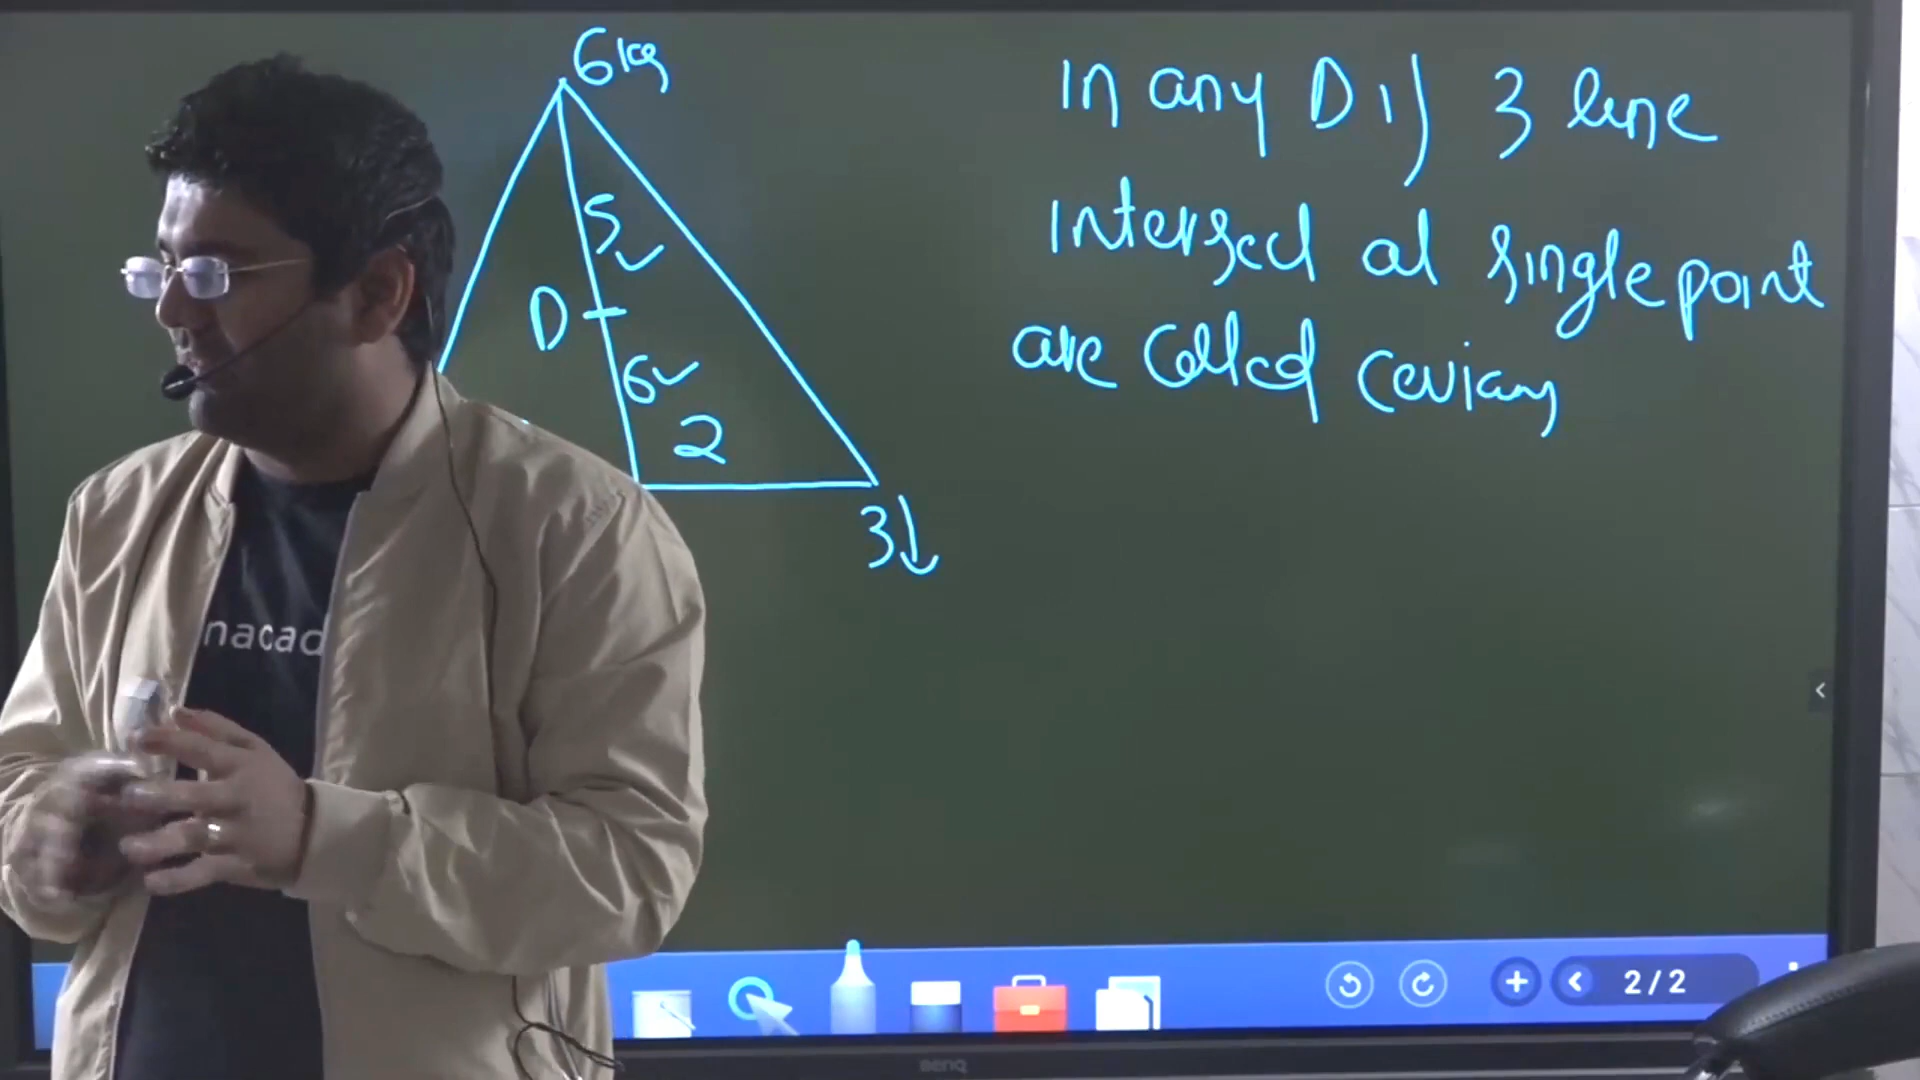 6kg
5
D
6
2
3↓
in any D if 3 line
intersect at single point
are called cevians
nacad
2/2
BenQ